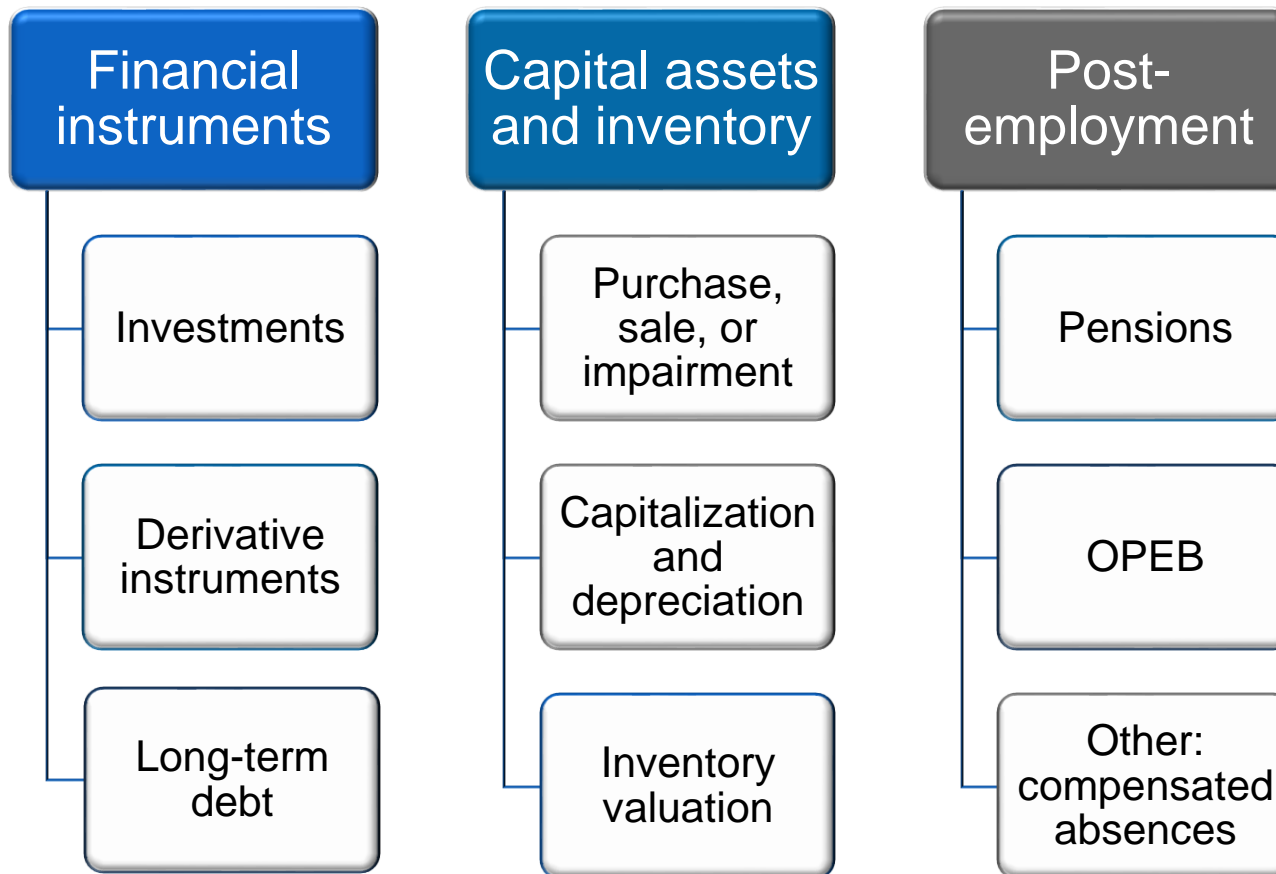 Financial
instruments
Investments
Derivative
instruments
Long-term
debt
Capital assets
and inventory
Purchase,
sale, or
impairment
Capitalization
and
depreciation
Inventory
valuation
Post-
employment
Pensions
OPEB
Other:
compensated
absences